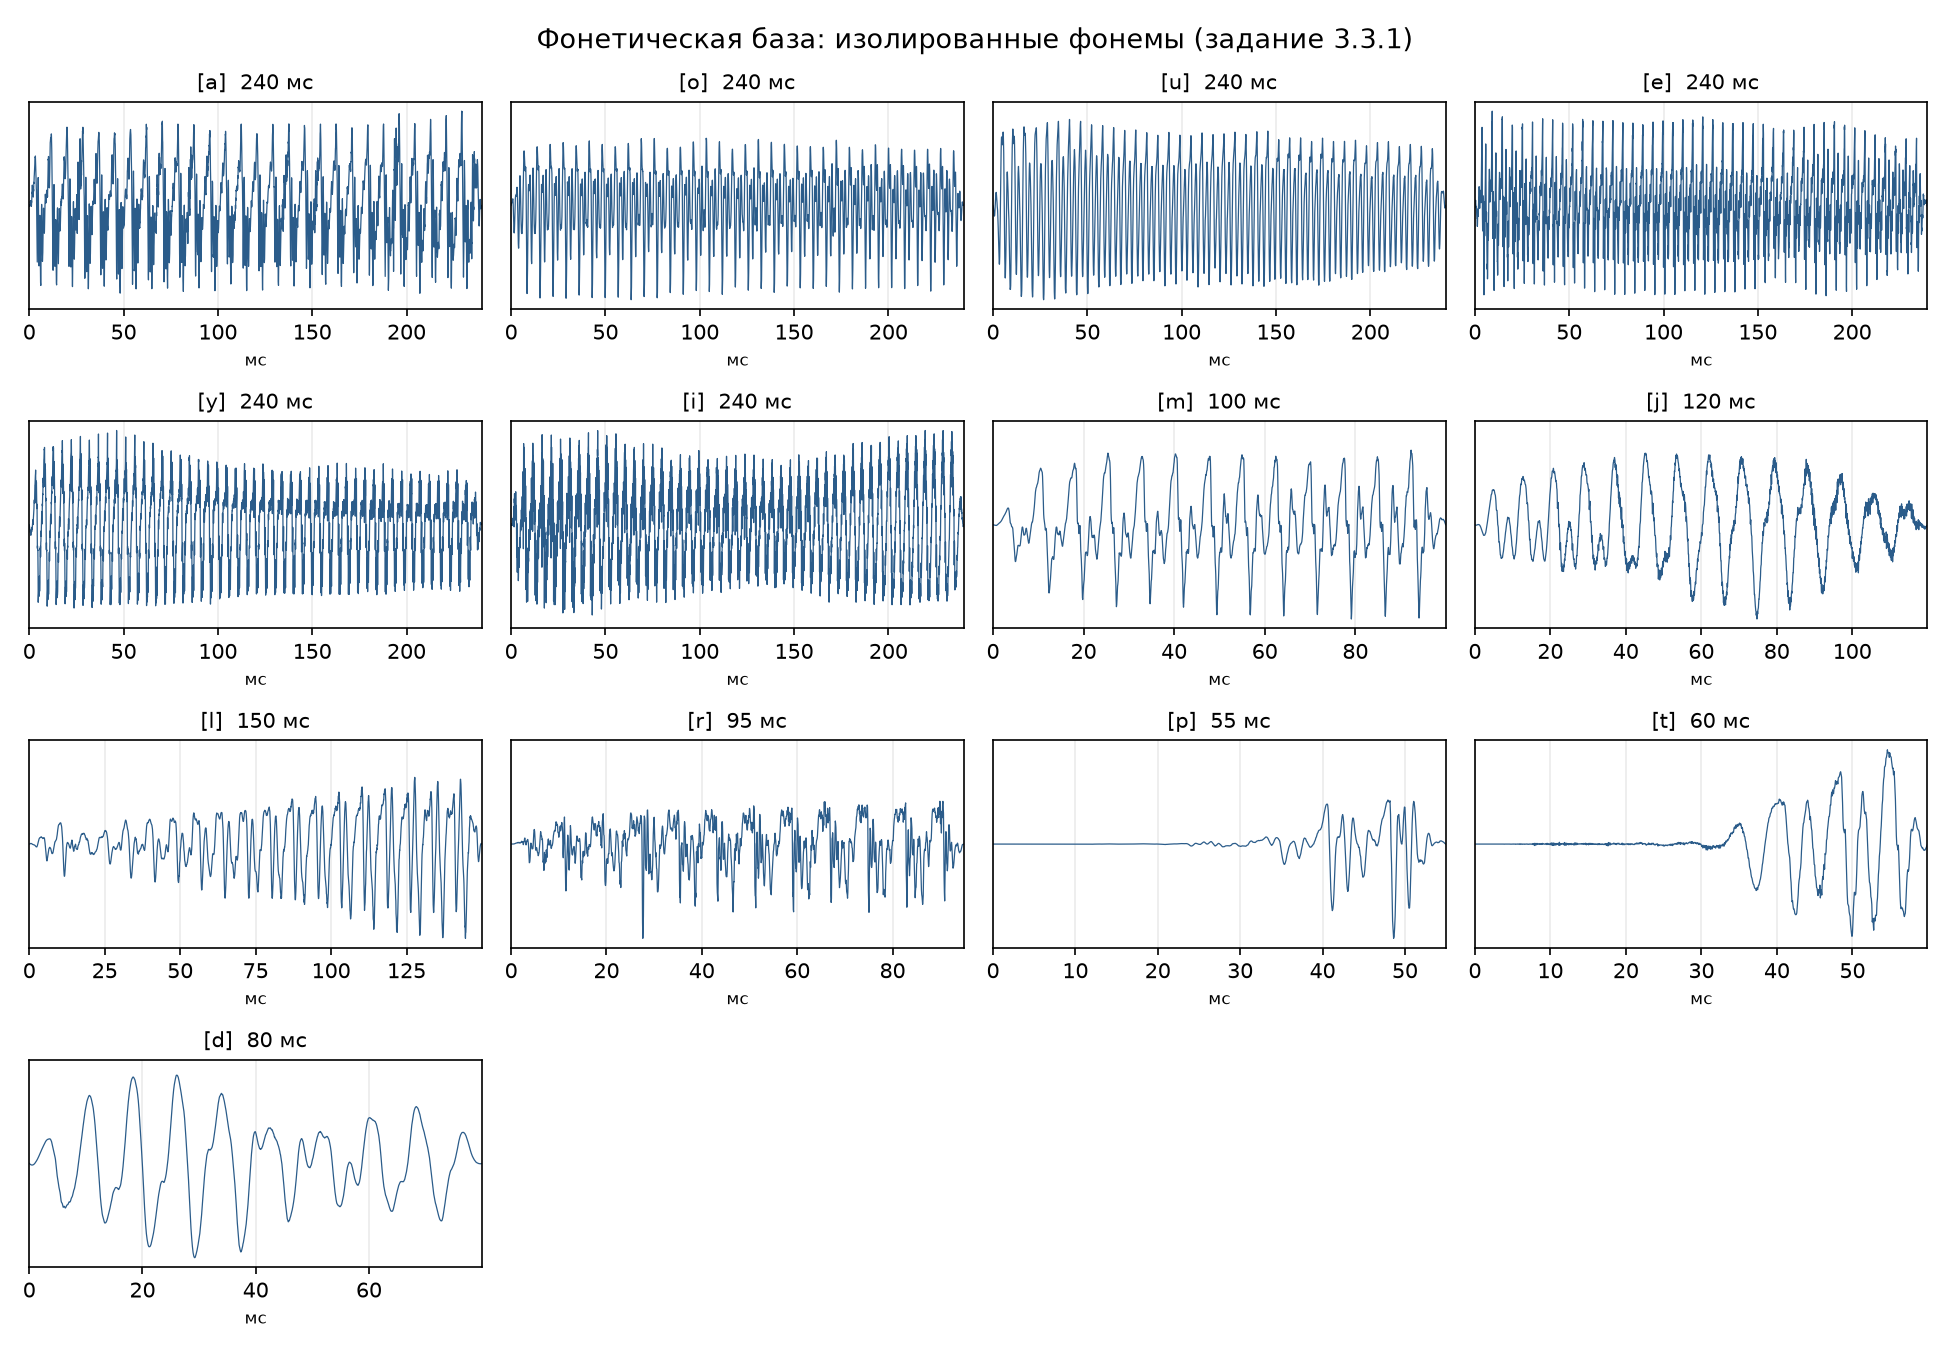 Фонетическая база: изолированные фонемы (задание 3.3.1)
[a]  240 мс
[o]  240 мс
[u]  240 мс
[e]  240 мс
0 50 100 150 200
0 50 100 150 200
0 50 100 150 200
0 50 100 150 200
мс
мс
мс
мс
[y]  240 мс
[i]  240 мс
[m]  100 мс
[j]  120 мс
0 50 100 150 200
0 50 100 150 200
0 20 40 60 80
0 20 40 60 80 100
мс
мс
мс
мс
[l]  150 мс
[r]  95 мс
[p]  55 мс
[t]  60 мс
0 25 50 75 100 125
0 20 40 60 80
0 10 20 30 40 50
0 10 20 30 40 50
мс
мс
мс
мс
[d]  80 мс
0 20 40 60
мс